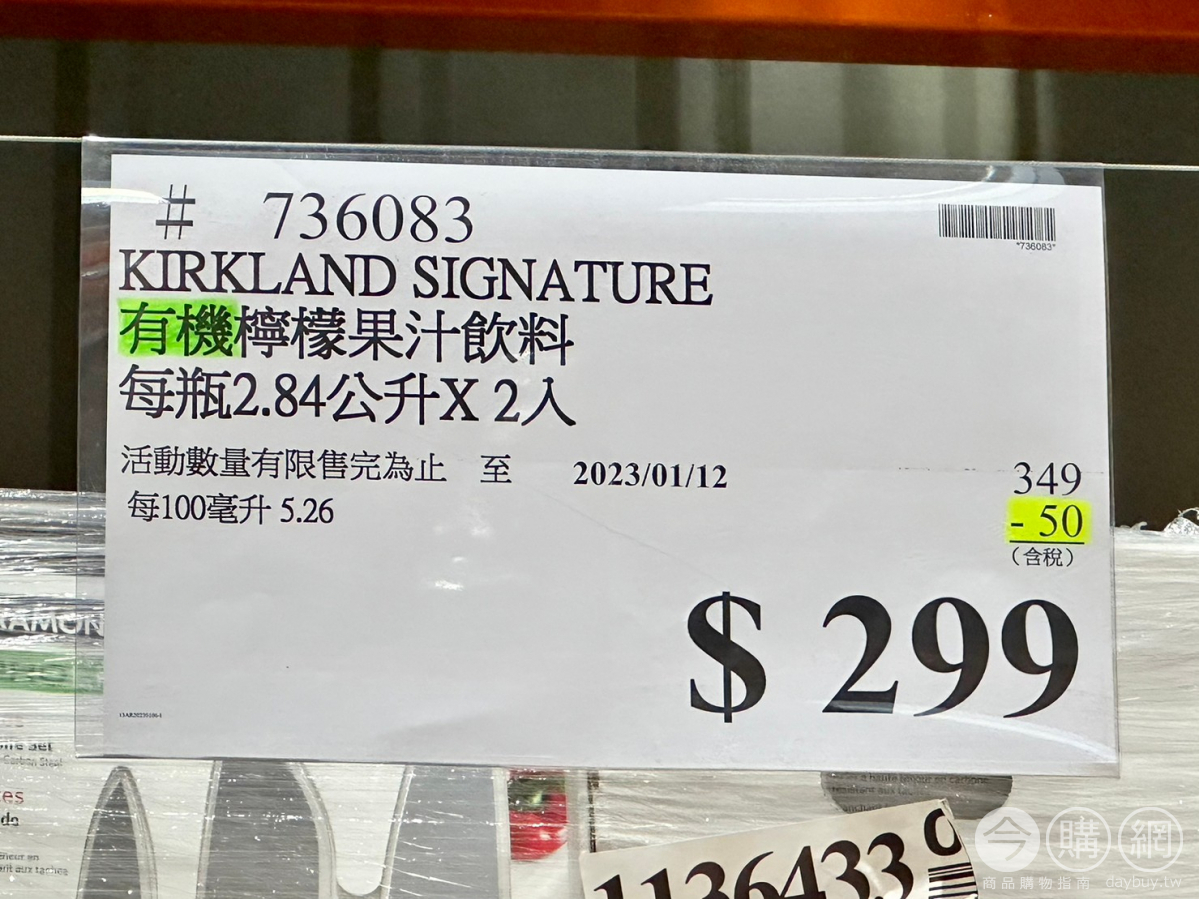 # 736083
*736083*
KIRKLAND SIGNATURE
有機檸檬果汁飲料
每瓶2.84公升X 2入
活動數量有限售完為止 至 2023/01/12
349
每100毫升 5.26
- 50
(含稅)
$ 299
Carbon Steel
1136433
今購網
商品購物指南 daybuy.tw